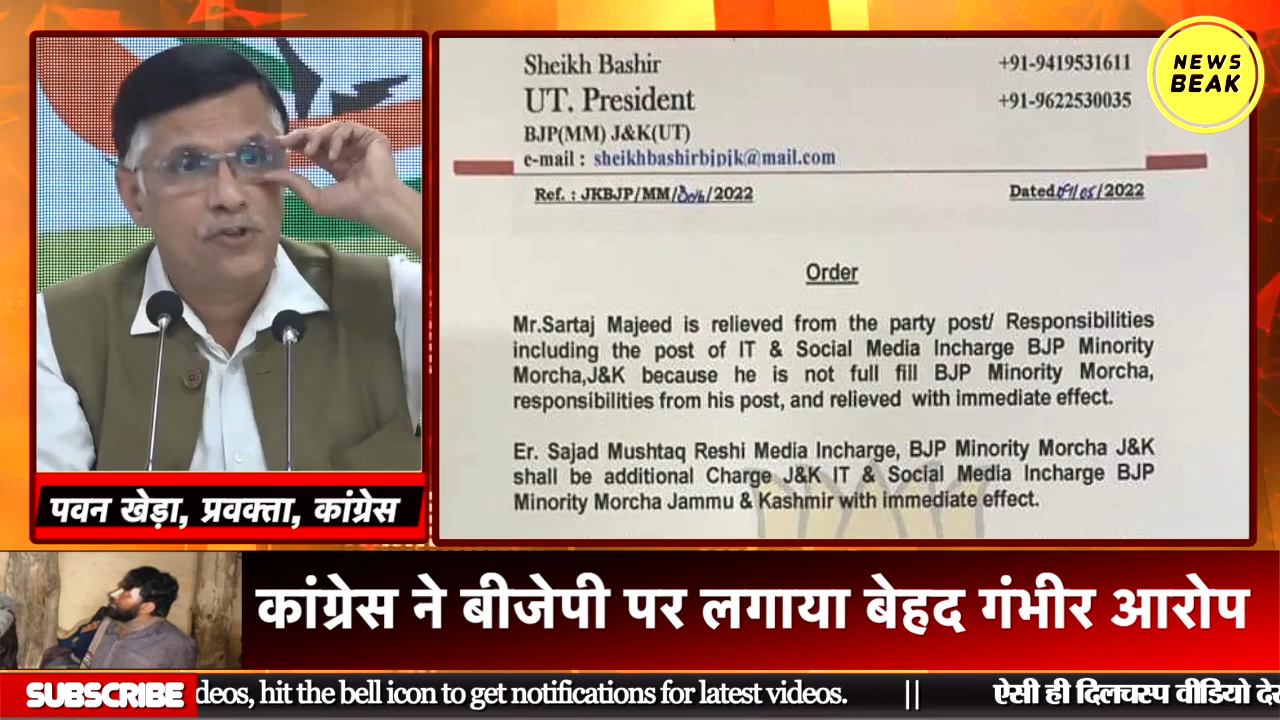 NEWS
BEAK
Sheikh Bashir
+91-9419531611
UT. President
+91-9622530035
BJP(MM) J&K(UT)
e-mail : sheikhbashirbjpjk@mail.com
Ref. : JKBJP/MM/ /2022
Dated 09/05/2022
Order
Mr.Sartaj Majeed is relieved from the party post/ Responsibilities
including the post of IT & Social Media Incharge BJP Minority
Morcha,J&K because he is not full fill BJP Minority Morcha,
responsibilities from his post, and relieved with immediate effect.
Er. Sajad Mushtaq Reshi Media Incharge, BJP Minority Morcha J&K
shall be additional Charge J&K IT & Social Media Incharge BJP
Minority Morcha Jammu & Kashmir with immediate effect.
पवन खेड़ा, प्रवक्ता, कांग्रेस
कांग्रेस ने बीजेपी पर लगाया बेहद गंभीर आरोप
SUBSCRIBE deos, hit the bell icon to get notifications for latest videos. || ऐसी ही दिलचस्प वीडियो